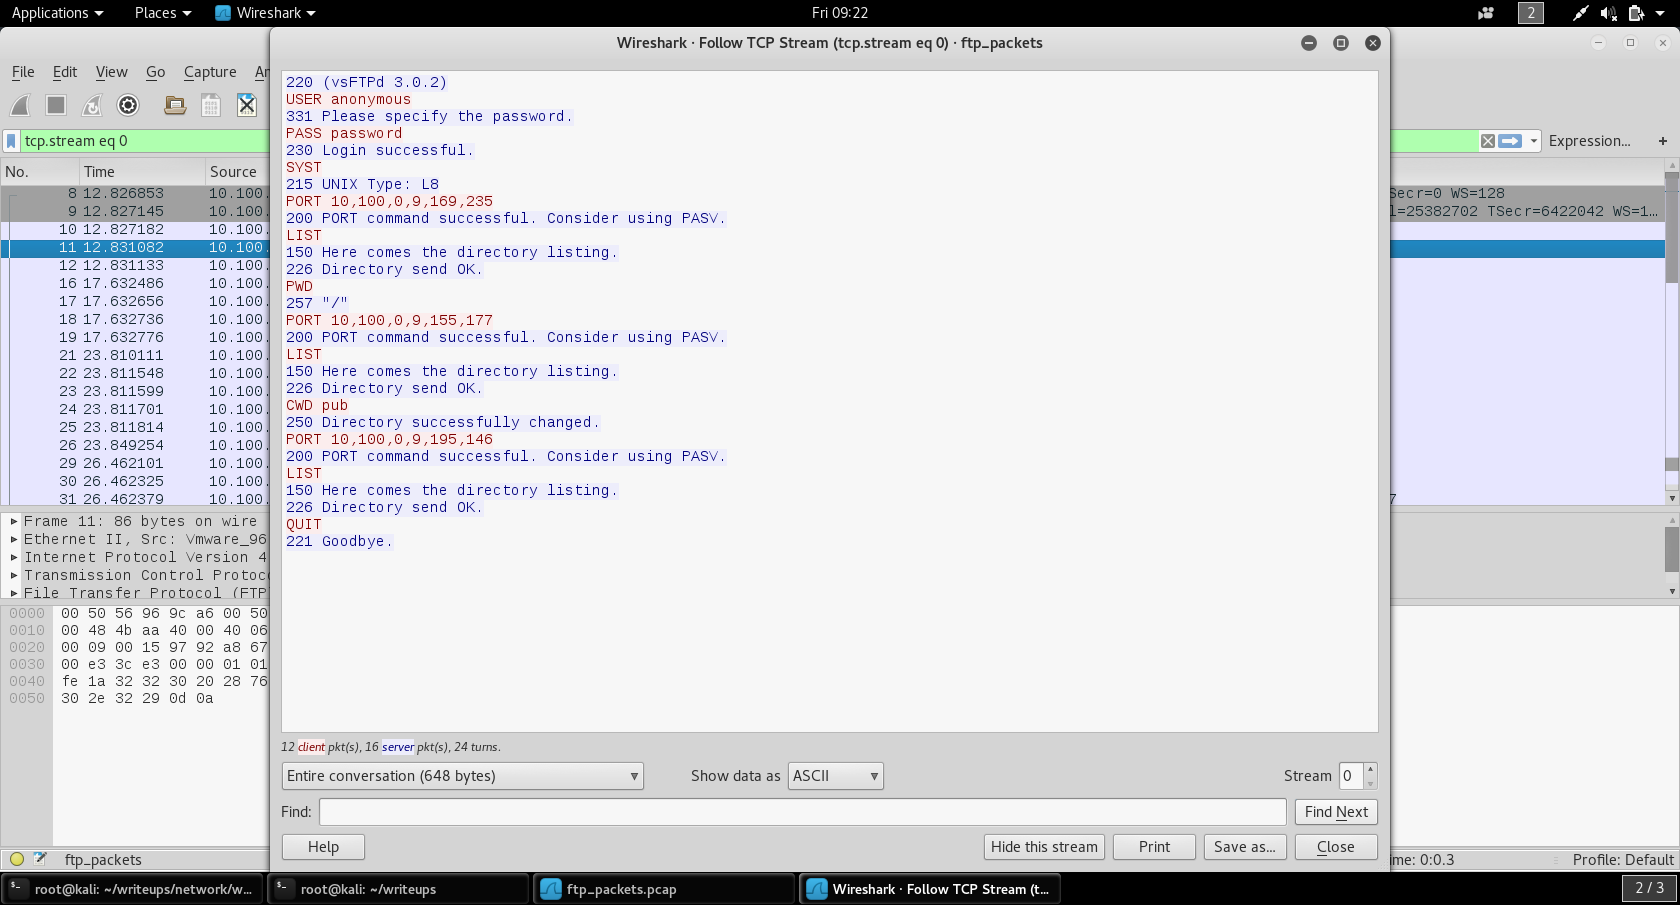 Applications Places Wireshark Fri 09:22 2
Wireshark · Follow TCP Stream (tcp.stream eq 0) · ftp_packets
File Edit View Go Capture
tcp.stream eq 0 Expression... +
No. Time Source
8 12.826853 10.100. Secr=0 WS=128
9 12.827145 10.100. l=25382702 TSecr=6422042 WS=1...
10 12.827182 10.100.
11 12.831082 10.100.
12 12.831133 10.100.
16 17.632486 10.100.
17 17.632656 10.100.
18 17.632736 10.100.
19 17.632776 10.100.
21 23.810111 10.100.
22 23.811548 10.100.
23 23.811599 10.100.
24 23.811701 10.100.
25 23.811814 10.100.
26 23.849254 10.100.
29 26.462101 10.100.
30 26.462325 10.100.
31 26.462379 10.100.
Frame 11: 86 bytes on wire
Ethernet II, Src: Vmware_96
Internet Protocol Version 4
Transmission Control Protoc
File Transfer Protocol (FTP
0000 00 50 56 96 9c a6 00 50
0010 00 48 4b aa 40 00 40 06
0020 00 09 00 15 97 92 a8 67
0030 00 e3 3c e3 00 00 01 01
0040 fe 1a 32 32 30 20 28 76
0050 30 2e 32 29 0d 0a
220 (vsFTPd 3.0.2)
USER anonymous
331 Please specify the password.
PASS password
230 Login successful.
SYST
215 UNIX Type: L8
PORT 10,100,0,9,169,235
200 PORT command successful. Consider using PASV.
LIST
150 Here comes the directory listing.
226 Directory send OK.
PWD
257 "/"
PORT 10,100,0,9,155,177
200 PORT command successful. Consider using PASV.
LIST
150 Here comes the directory listing.
226 Directory send OK.
CWD pub
250 Directory successfully changed.
PORT 10,100,0,9,195,146
200 PORT command successful. Consider using PASV.
LIST
150 Here comes the directory listing.
226 Directory send OK.
QUIT
221 Goodbye.
12 client pkt(s), 16 server pkt(s), 24 turns.
Entire conversation (648 bytes) Show data as ASCII Stream 0
Find: Find Next
Help Hide this stream Print Save as... Close
ftp_packets ime: 0:0.3 Profile: Default
root@kali: ~/writeups/network/w... root@kali: ~/writeups ftp_packets.pcap Wireshark · Follow TCP Stream (t... 2 / 3